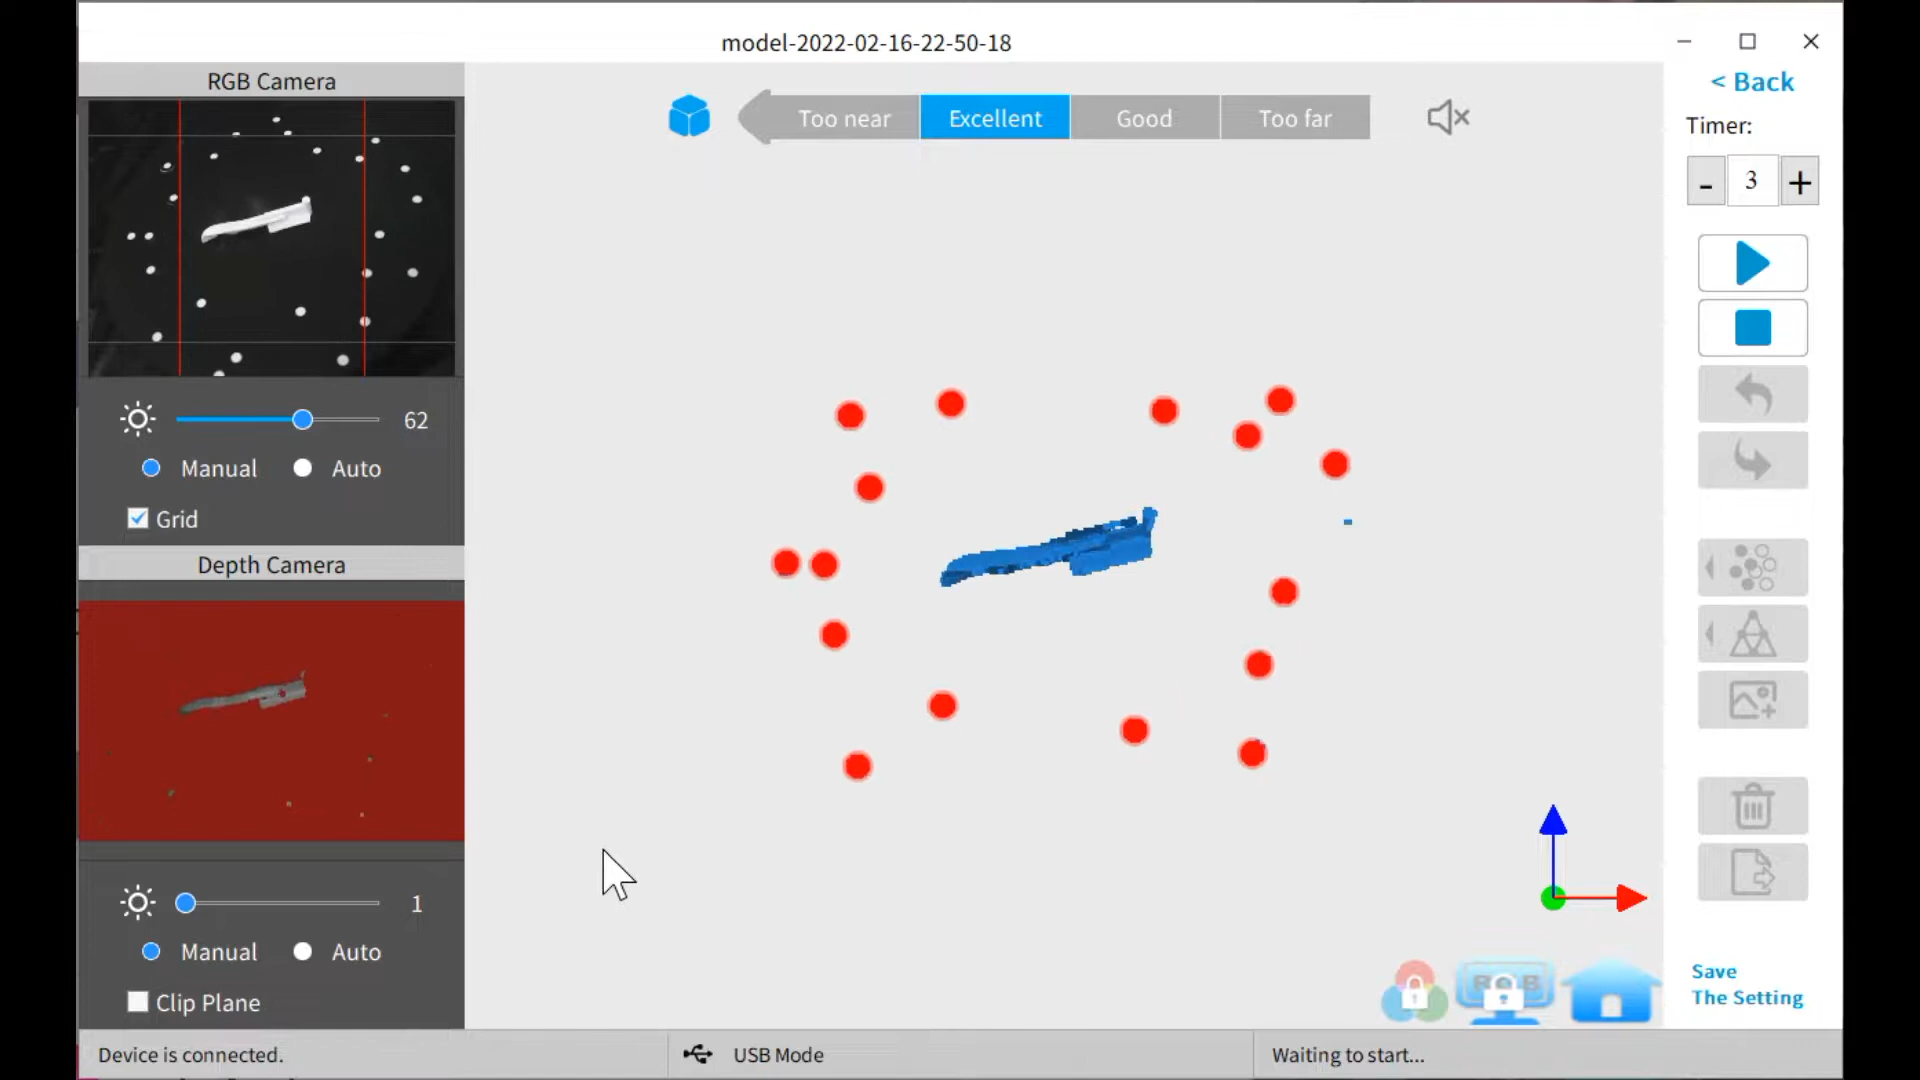 model-2022-02-16-22-50-18
RGB Camera
62
Manual Auto
Grid
Depth Camera
1
Manual Auto
Clip Plane
Too near Excellent Good Too far
< Back
Timer:
- 3 +
RGB
Save
The Setting
Device is connected. USB Mode Waiting to start...